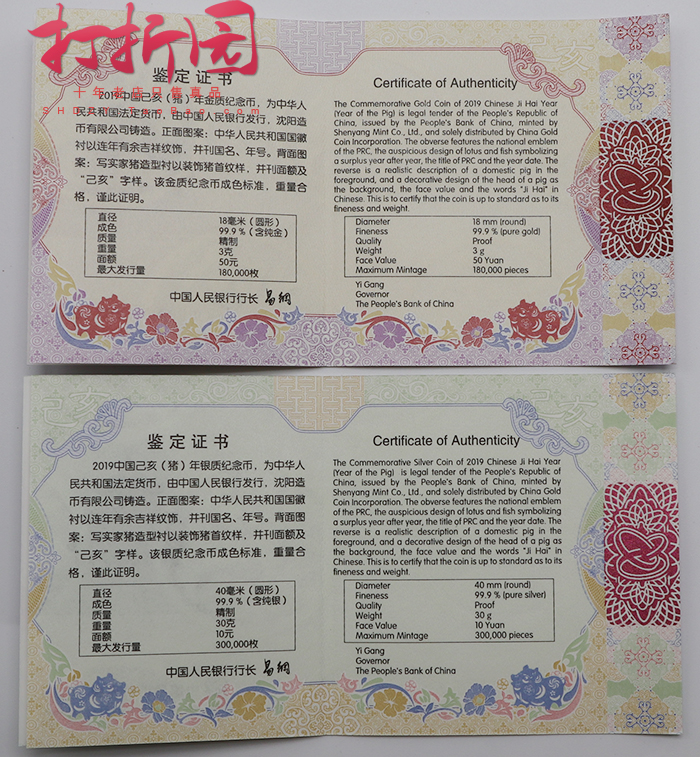 打折园
十年老店只售真品
鉴定证书
2019中国己亥（猪）年金质纪念币，为中华人
民共和国法定货币，由中国人民银行发行，沈阳造
币有限公司铸造。正面图案：中华人民共和国国徽
衬以连年有余吉祥纹饰，并刊国名、年号。背面图
案：写实家猪造型衬以装饰猪首纹样，并刊面额及
“己亥”字样。该金质纪念币成色标准，重量合
格，谨此证明。
直径 18毫米（圆形）
成色 99.9％（含纯金）
质量 精制
重量 3克
面额 50元
最大发行量 180,000枚
中国人民银行行长 易纲
Certificate of Authenticity
The Commemorative Gold Coin of 2019 Chinese Ji Hai Year
(Year of the Pig) is legal tender of the People's Republic of
China, issued by the People's Bank of China, minted by
Shenyang Mint Co., Ltd., and solely distributed by China Gold
Coin Incorporation. The obverse features the national emblem
of the PRC, the auspicious design of lotus and fish symbolizing
a surplus year after year, the title of PRC and the year date. The
reverse is a realistic description of a domestic pig in the
foreground, and a decorative design of the head of a pig as
the background, the face value and the words "Ji Hai" in
Chinese. This is to certify that the coin is up to standard as to its
fineness and weight.
Diameter 18 mm (round)
Fineness 99.9 % (pure gold)
Quality Proof
Weight 3 g
Face Value 50 Yuan
Maximum Mintage 180,000 pieces
Yi Gang
Governor
The People's Bank of China
己亥
鉴定证书
2019中国己亥（猪）年银质纪念币，为中华人
民共和国法定货币，由中国人民银行发行，沈阳造
币有限公司铸造。正面图案：中华人民共和国国徽
衬以连年有余吉祥纹饰，并刊国名、年号。背面图
案：写实家猪造型衬以装饰猪首纹样，并刊面额及
“己亥”字样。该银质纪念币成色标准，重量合
格，谨此证明。
直径 40毫米（圆形）
成色 99.9％（含纯银）
质量 精制
重量 30克
面额 10元
最大发行量 300,000枚
中国人民银行行长 易纲
Certificate of Authenticity
The Commemorative Silver Coin of 2019 Chinese Ji Hai Year
(Year of the Pig) is legal tender of the People's Republic of
China, issued by the People's Bank of China, minted by
Shenyang Mint Co., Ltd., and solely distributed by China Gold
Coin Incorporation. The obverse features the national emblem
of the PRC, the auspicious design of lotus and fish symbolizing
a surplus year after year, the title of PRC and the year date. The
reverse is a realistic description of a domestic pig in the
foreground, and a decorative design of the head of a pig as
the background, the face value and the words "Ji Hai" in
Chinese. This is to certify that the coin is up to standard as to its
fineness and weight.
Diameter 40 mm (round)
Fineness 99.9 % (pure silver)
Quality Proof
Weight 30 g
Face Value 10 Yuan
Maximum Mintage 300,000 pieces
Yi Gang
Governor
The People's Bank of China
己亥
己亥